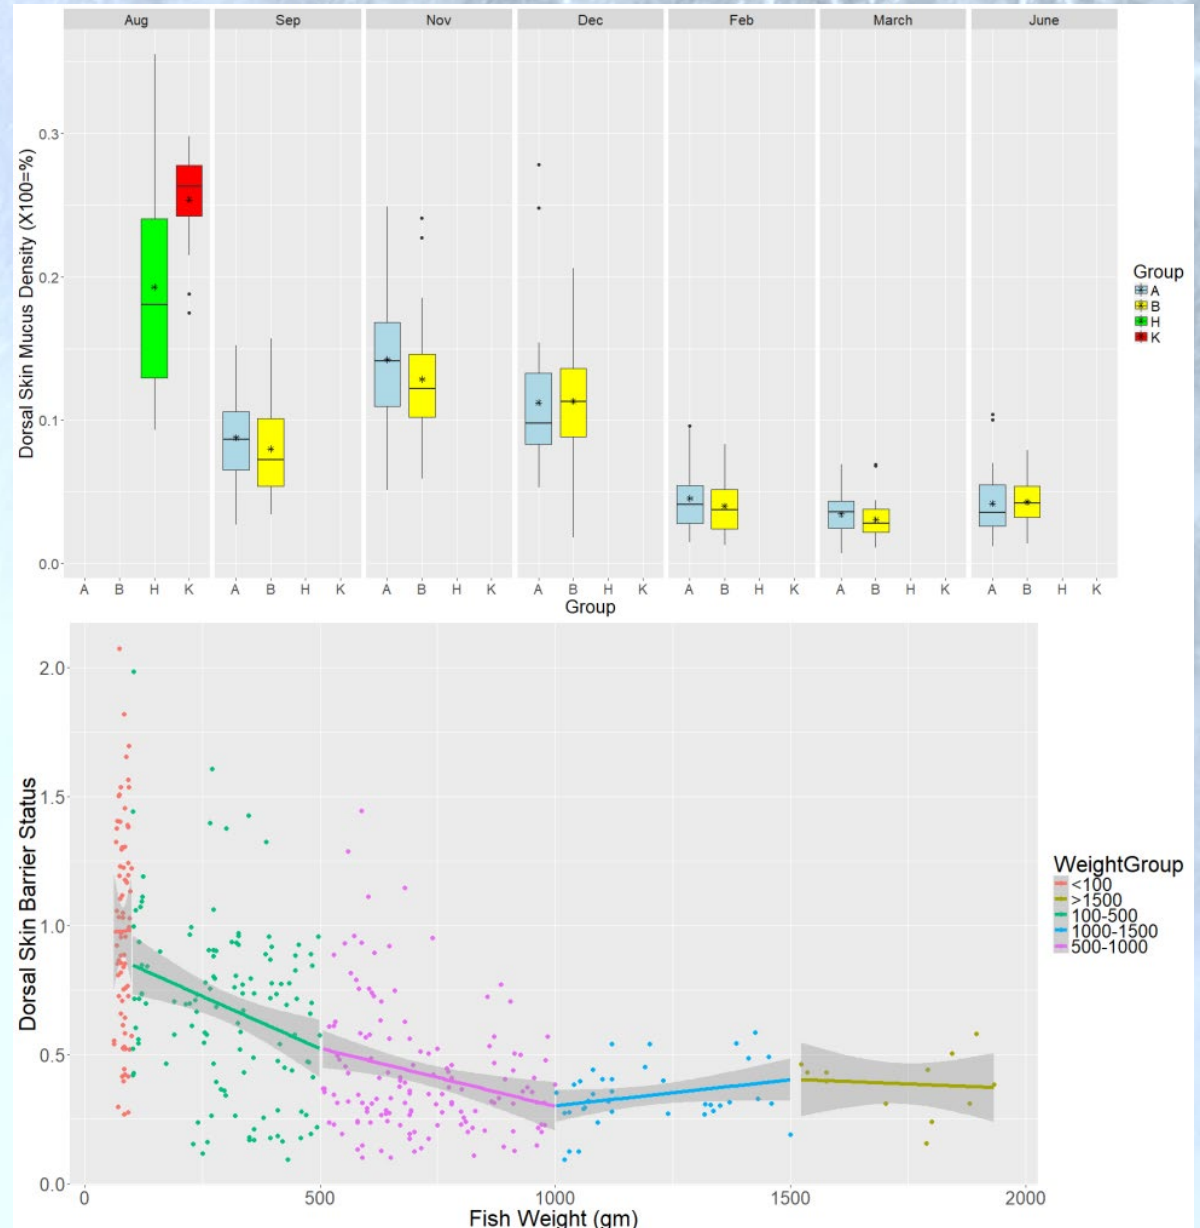 Aug Sep Nov Dec Feb March June
Dorsal Skin Mucus Density (X100=%)
0.3
0.2
0.1
0.0
A B H K A B H K A B H K A B H K A B H K A B H K A B H K
Group
Group
A
B
H
K
Dorsal Skin Barrier Status
2.0
1.5
1.0
0.5
0.0
0 500 1000 1500 2000
Fish Weight (gm)
WeightGroup
<100
>1500
100-500
1000-1500
500-1000